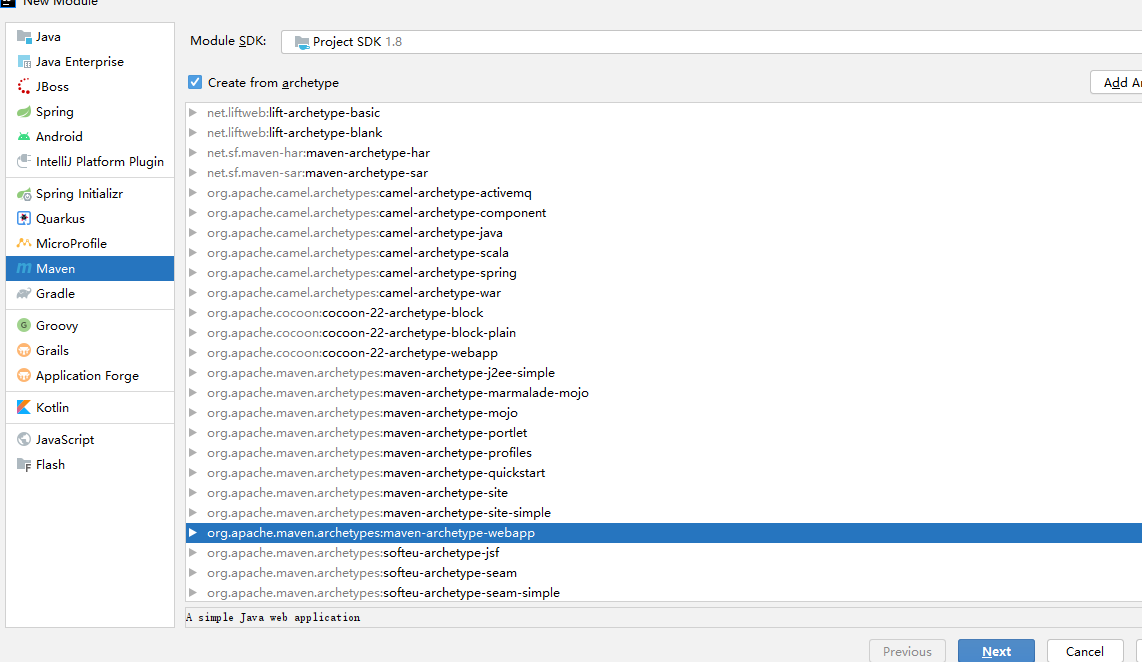 New Module
Java
Java Enterprise
JBoss
Spring
Android
IntelliJ Platform Plugin
Spring Initializr
Quarkus
MicroProfile
Maven
Gradle
Groovy
Grails
Application Forge
Kotlin
JavaScript
Flash
Module SDK: Project SDK 1.8
Create from archetype
Add Ar
net.liftweb:lift-archetype-basic
net.liftweb:lift-archetype-blank
net.sf.maven-har:maven-archetype-har
net.sf.maven-sar:maven-archetype-sar
org.apache.camel.archetypes:camel-archetype-activemq
org.apache.camel.archetypes:camel-archetype-component
org.apache.camel.archetypes:camel-archetype-java
org.apache.camel.archetypes:camel-archetype-scala
org.apache.camel.archetypes:camel-archetype-spring
org.apache.camel.archetypes:camel-archetype-war
org.apache.cocoon:cocoon-22-archetype-block
org.apache.cocoon:cocoon-22-archetype-block-plain
org.apache.cocoon:cocoon-22-archetype-webapp
org.apache.maven.archetypes:maven-archetype-j2ee-simple
org.apache.maven.archetypes:maven-archetype-marmalade-mojo
org.apache.maven.archetypes:maven-archetype-mojo
org.apache.maven.archetypes:maven-archetype-portlet
org.apache.maven.archetypes:maven-archetype-profiles
org.apache.maven.archetypes:maven-archetype-quickstart
org.apache.maven.archetypes:maven-archetype-site
org.apache.maven.archetypes:maven-archetype-site-simple
org.apache.maven.archetypes:maven-archetype-webapp
org.apache.maven.archetypes:softeu-archetype-jsf
org.apache.maven.archetypes:softeu-archetype-seam
org.apache.maven.archetypes:softeu-archetype-seam-simple
A simple Java web application
Previous
Next
Cancel